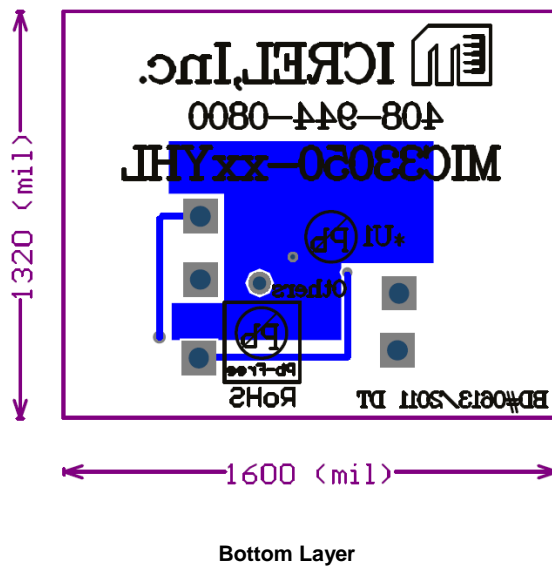 ICREL,Inc.
408-944-0800
MIC33050-xxYHL
*U1
Pb
Others
Pb
Pb-Free
RoHS
BD#0613/2011 DT
1320 (mil)
1600 (mil)
Bottom Layer